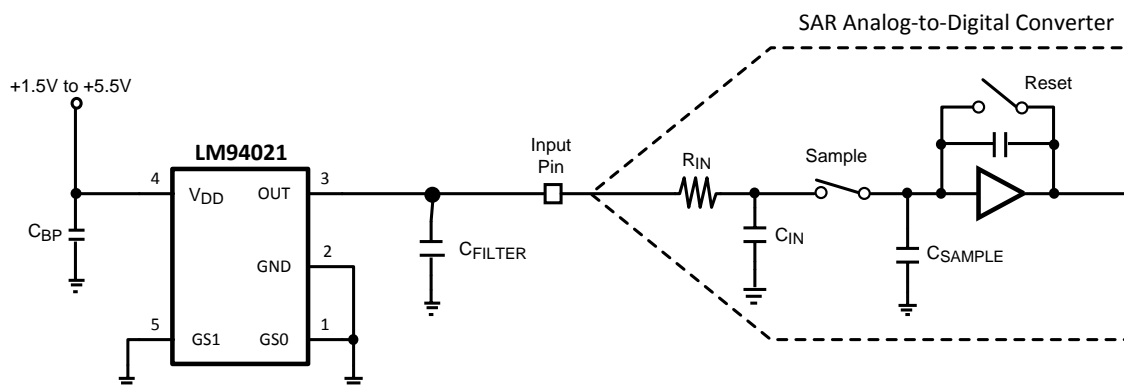 SAR Analog-to-Digital Converter
+1.5V to +5.5V
Reset
LM94021
Input
Pin
RIN
Sample
4
VDD
OUT
3
CBP
CIN
CFILTER
CSAMPLE
GND
2
5
GS1
GS0
1